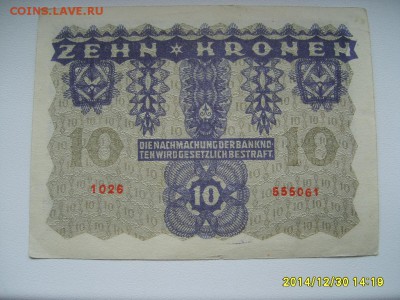 COINS.LAVE.RU
ZEHN ★ KRONEN
10 10
DIE NACHMACHUNG DER BANKNO-
TEN WIRD GESETZLICH BESTRAFT.
10
1026 555061
2014/12/30 14:19